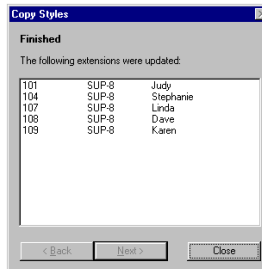 Copy Styles
Finished
The following extensions were updated:
101 SUP-8 Judy
104 SUP-8 Stephanie
107 SUP-8 Linda
108 SUP-8 Dave
109 SUP-8 Karen
< Back Next > Close